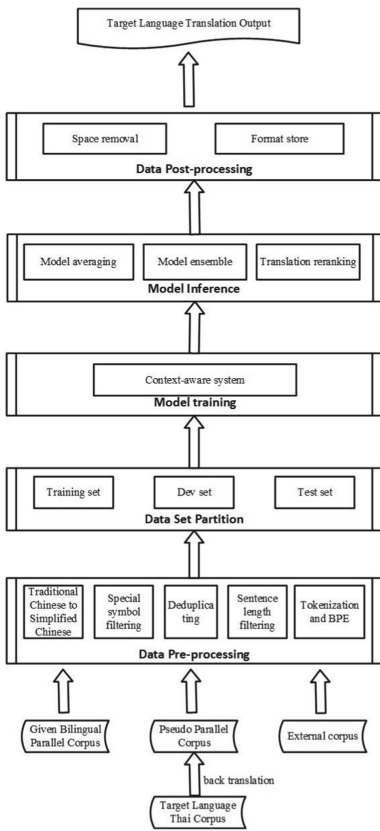 Target Language Translation Output
Space removal
Format store
Data Post-processing
Model averaging
Model ensemble
Translation reranking
Model Inference
Context-aware system
Model training
Training set
Dev set
Test set
Data Set Partition
Traditional
Chinese to
Simplified
Chinese
Special
symbol
filtering
Deduplica
ting
Sentence
length
filtering
Tokenization
and BPE
Data Pre-processing
Given Bilingual
Parallel Corpus
Pseudo Parallel
Corpus
External corpus
back translation
Target Language
Thai Corpus